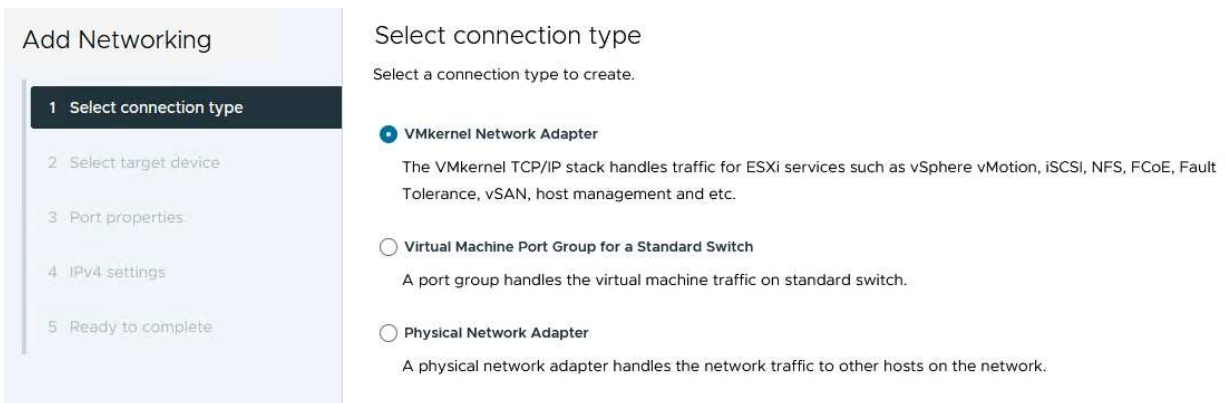 Add Networking
1 Select connection type
2 Select target device
3 Port properties
4 IPv4 settings
5 Ready to complete
Select connection type
Select a connection type to create.
VMkernel Network Adapter
The VMkernel TCP/IP stack handles traffic for ESXi services such as vSphere vMotion, iSCSI, NFS, FCoE, Fault
Tolerance, vSAN, host management and etc.
Virtual Machine Port Group for a Standard Switch
A port group handles the virtual machine traffic on standard switch.
Physical Network Adapter
A physical network adapter handles the network traffic to other hosts on the network.